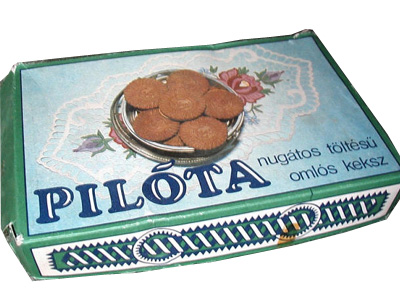 PILÓTA
nugátos töltésű
omlós keksz